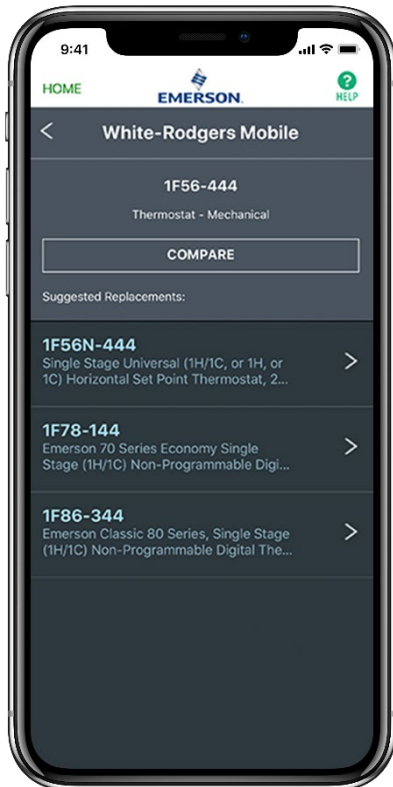 9:41
HOME
EMERSON
?
HELP
White-Rodgers Mobile
1F56-444
Thermostat - Mechanical
COMPARE
Suggested Replacements:
1F56N-444
Single Stage Universal (1H/1C, or 1H, or
1C) Horizontal Set Point Thermostat, 2...
1F78-144
Emerson 70 Series Economy Single
Stage (1H/1C) Non-Programmable Digi...
1F86-344
Emerson Classic 80 Series, Single Stage
(1H/1C) Non-Programmable Digital The...